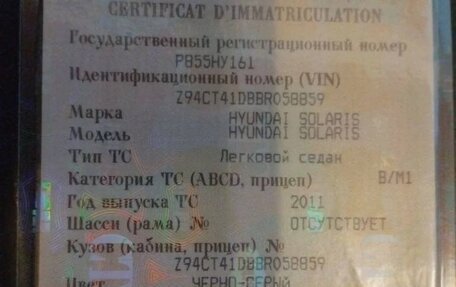 CERTIFICAT D'IMMATRICULATION
Государственный регистрационный номер
Р855НУ161
Идентификационный номер (VIN)
Z94CT41DBBR058859
Марка HYUNDAI SOLARIS
Модель HYUNDAI SOLARIS
Тип ТС Легковой седан
Категория ТС (ABCD, прицеп) B/M1
Год выпуска ТС 2011
Шасси (рама) № ОТСУТСТВУЕТ
Кузов (кабина, прицеп) №
Z94CT41DBBR058859
Цвет ЧЕРНО-СЕРЫЙ